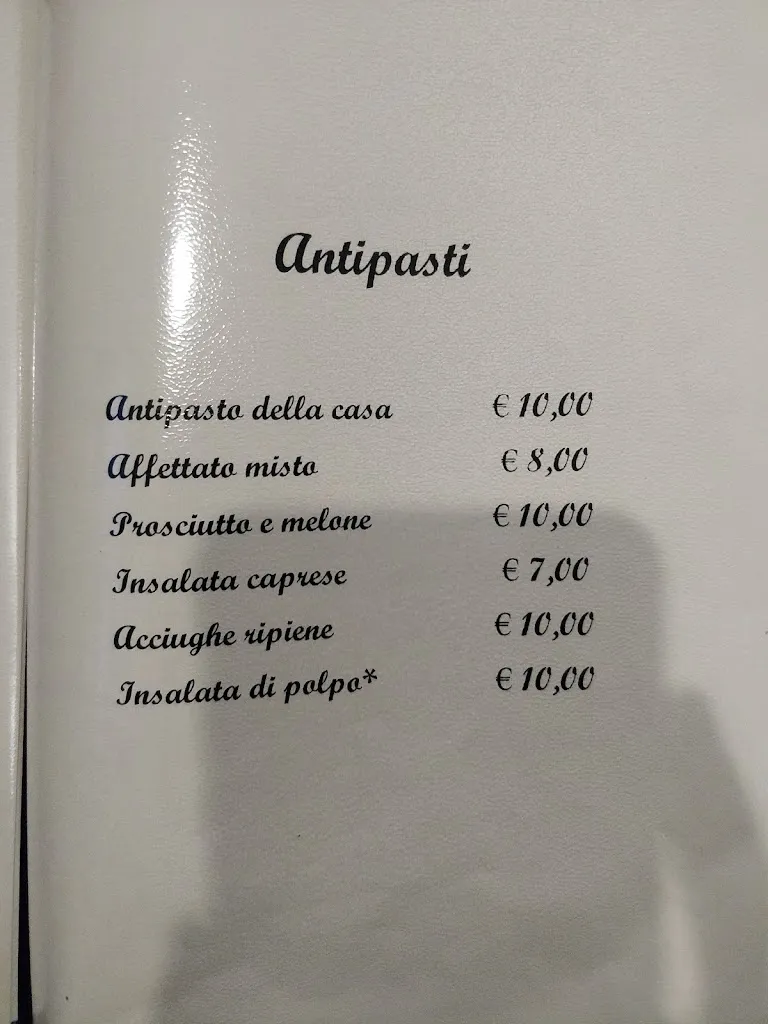 Antipasti
Antipasto della casa € 10,00
Affettato misto € 8,00
Prosciutto e melone € 10,00
Insalata caprese € 7,00
Acciughe ripiene € 10,00
Insalata di polpo* € 10,00